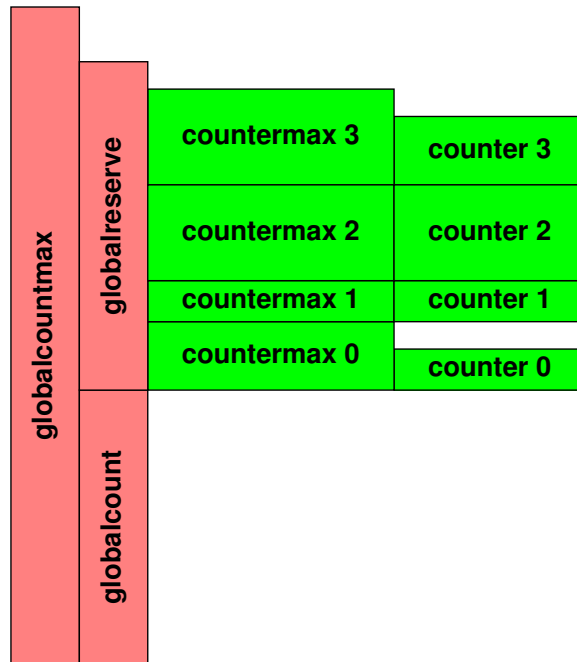 globalcountmax
globalreserve
globalcount
countermax 3
counter 3
countermax 2
counter 2
countermax 1
counter 1
countermax 0
counter 0